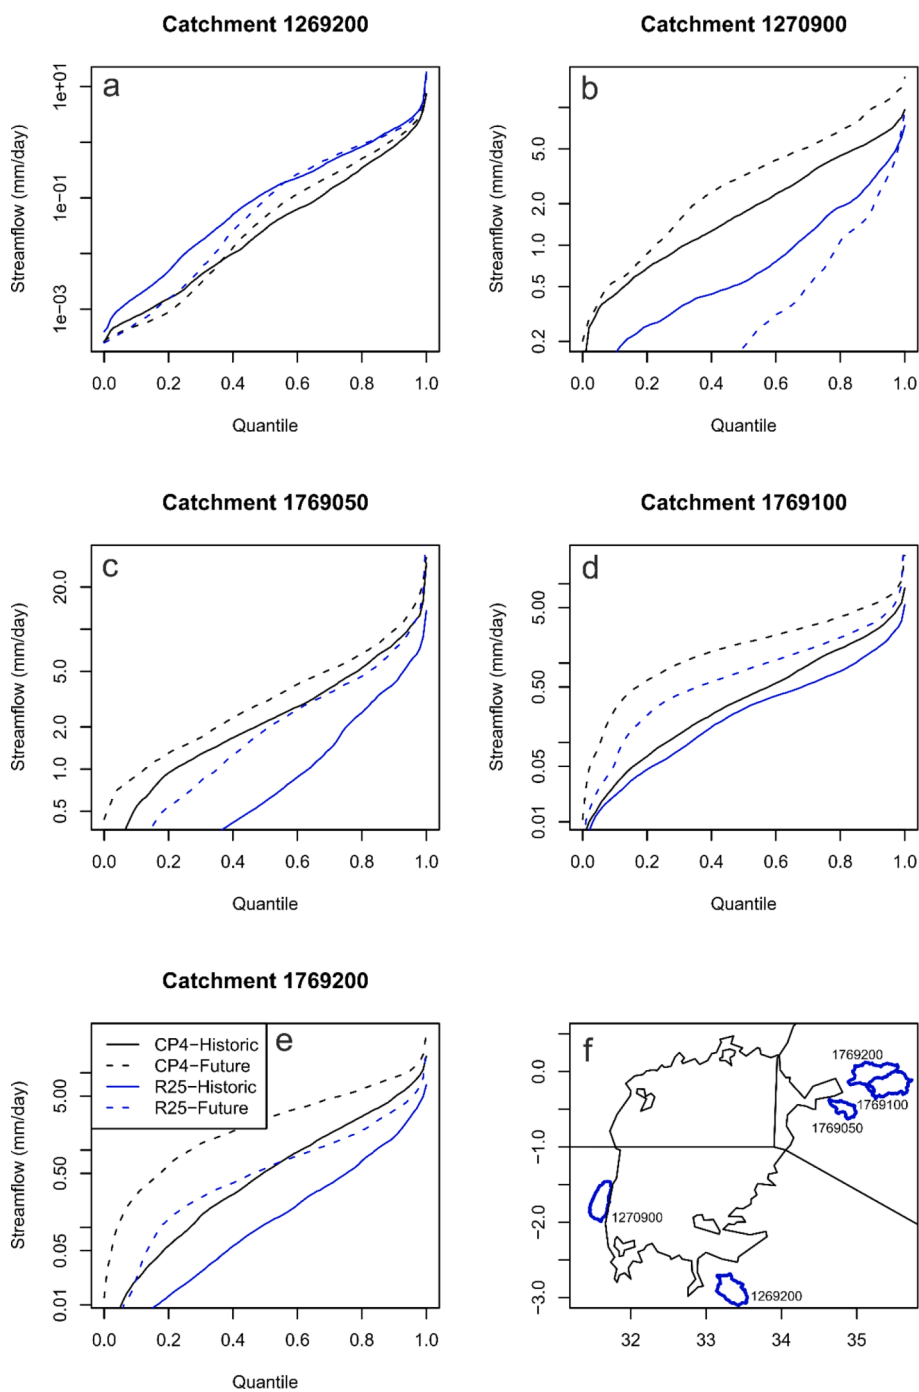 Catchment 1269200
a
Streamflow (mm/day)
1e+01
1e−01
1e−03
0.0 0.2 0.4 0.6 0.8 1.0
Quantile
Catchment 1270900
b
Streamflow (mm/day)
5.0
2.0
1.0
0.5
0.2
0.0 0.2 0.4 0.6 0.8 1.0
Quantile
Catchment 1769050
c
Streamflow (mm/day)
20.0
5.0
2.0
1.0
0.5
0.0 0.2 0.4 0.6 0.8 1.0
Quantile
Catchment 1769100
d
Streamflow (mm/day)
5.00
0.50
0.05
0.01
0.0 0.2 0.4 0.6 0.8 1.0
Quantile
Catchment 1769200
e
CP4−Historic
CP4−Future
R25−Historic
R25−Future
Streamflow (mm/day)
5.00
0.50
0.05
0.01
0.0 0.2 0.4 0.6 0.8 1.0
Quantile
f
0.0
−1.0
−2.0
−3.0
1769200
1769100
1769050
1270900
1269200
32 33 34 35